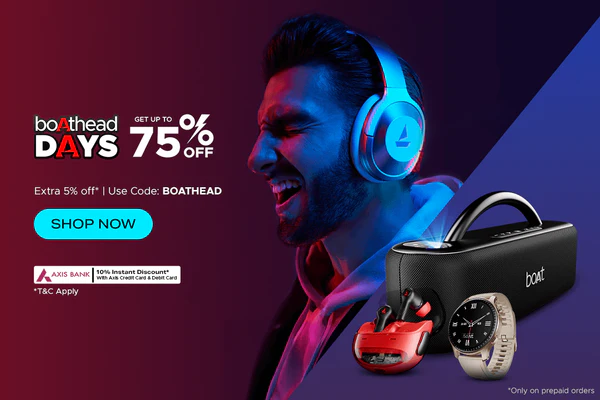 boAthead
DAYS
GET UP TO
75% OFF
Extra 5% off* | Use Code: BOATHEAD
SHOP NOW
AXIS BANK
10% Instant Discount*
With Axis Credit Card & Debit Card
*T&C Apply
boAt
*Only on prepaid orders